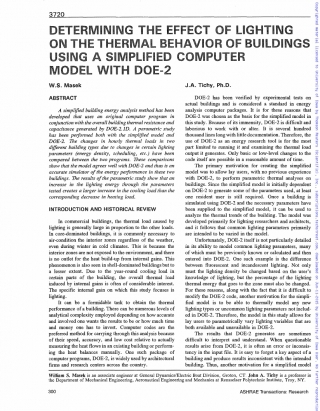 3720
DETERMINING THE EFFECT OF LIGHTING
ON THE THERMAL BEHAVIOR OF BUILDINGS
USING A SIMPLIFIED COMPUTER
MODEL WITH DOE-2
W.S. Masek
J.A. Tichy, Ph.D.
ABSTRACT
A simplified building energy analysis method has been
developed that uses an original computer program in
conjunction with the overall building thermal resistance and
capacitance generated by DOE-2.1D. A parametric study
has been performed with both the simplified model and
DOE-2. The changes in hourly thermal loads in two
different building types due to changes in certain lighting
parameters (energy density, scheduling, etc.) have been
compared between the two programs. These comparisons
show that the model agrees well with DOE-2 and thus is an
accurate simulator of the energy performance in these two
buildings. The results of the parametric study show that an
increase in the lighting energy through the parameters
varied creates a larger increase in the cooling load than the
corresponding decrease in heating load.
INTRODUCTION AND HISTORICAL REVIEW
In commercial buildings, the thermal load caused by
lighting is generally large in proportion to the other loads.
In core-dominated buildings, it is commonly necessary to
air-condition the interior zones regardless of the weather,
even during winter in cold climates. This is because the
interior zones are not exposed to the environment, and there
is no outlet for the heat build-up from internal gains. This
phenomenon is also seen in shell-dominated buildings but to
a lesser extent. Due to the year-round cooling load in
certain parts of the building, the overall thermal load
induced by internal gains is often of considerable interest.
The specific internal gain on which this study focuses is
lighting.
It can be a formidable task to obtain the thermal
performance of a building. There can be numerous levels of
analytical complexity employed depending on how accurate
and involved one wants the results to be or how much time
and money one has to invest. Computer codes are the
preferred method for carrying through this analysis because
of their speed, accuracy, and low cost relative to actually
measuring the heat flows in an existing building or perform-
ing the heat balances manually. One such package of
computer programs, DOE-2, is widely used by architectural
firms and research centers across the country.
DOE-2 has been verified by experimental tests on
actual buildings and is considered a standard in energy
analysis computer packages. It is for these reasons that
DOE-2 was chosen as the basis for the simplified model in
this study. Because of its immensity, DOE-2 is difficult and
laborious to work with or alter. It is several hundred
thousand lines long with little documentation. Therefore, the
use of DOE-2 as an energy research tool is for the most
part limited to running it and examining the thermal load
output it generates. Only basic or low-level changes to the
code itself are possible in a reasonable amount of time.
The primary motivation for creating the simplified
model was to allow lay users, with no previous experience
with DOE-2, to perform parametric thermal analyses on
buildings. Since the simplified model is initially dependent
on DOE-2 to generate some of the parameters used, at least
one resident user is still required. Once a building is
simulated using DOE-2 and the necessary parameters have
been supplied to the simplified model, it can be used to
analyze the thermal trends of the building. The model was
developed primarily for lighting researchers and architects,
and it follows that common lighting parameters primarily
are intended to be varied in the model.
Unfortunately, DOE-2 itself is not particularly detailed
in its ability to model common lighting parameters, many
of which must be previously known or calculated and then
entered into DOE-2. One such example is the difference
between fluorescent and incandescent lighting. Not only
must the lighting density be changed based on the user's
knowledge of lighting, but the percentage of the lighting
thermal energy that goes to the zone must also be changed.
For these reasons, along with the fact that it is difficult to
modify the DOE-2 code, another motivation for the simpli-
fied model is to be able to thermally model any new
lighting types or uncommon lighting parameters not includ-
ed in DOE-2. Therefore, the model in this study allows for
lay users to parametrically vary lighting variables that are
both available and unavailable in DOE-2.
The results that DOE-2 generates are sometimes
difficult to interpret and understand. When questionable
results arise from DOE-2, it is often an error or inconsis-
tency in the input file. It is easy to forget a key aspect of a
building and produce results inconsistent with the intended
building. Thus, another motivation for a simplified model
William S. Masek is an associate engineer at General Dynamics/Electric Boat Division, Groton, CT. John A. Tichy is a professor in
the Department of Mechanical Engineering, Aeronautical Engineering and Mechanics at Rensselaer Polytechnic Institute, Troy, NY.
300
ASHRAE Transactions: Research